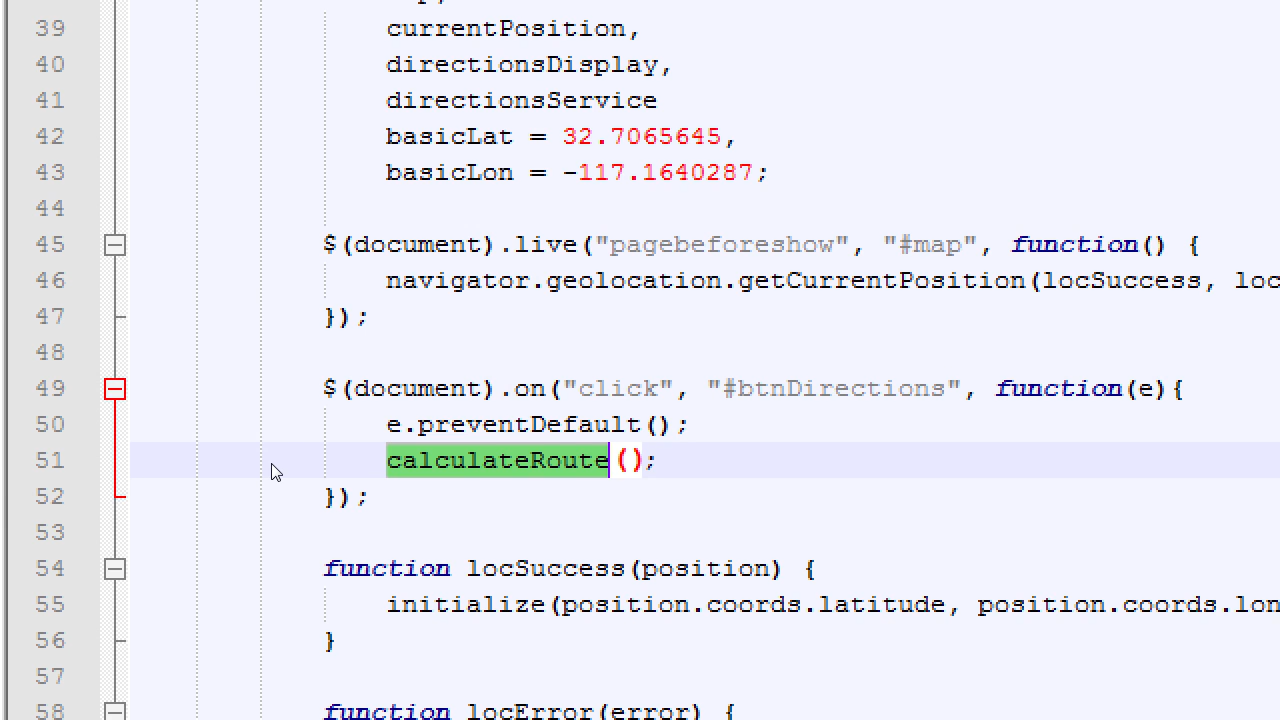 39 currentPosition,
40 directionsDisplay,
41 directionsService
42 basicLat = 32.7065645,
43 basicLon = -117.1640287;
44
45 $(document).live("pagebeforeshow", "#map", function() {
46 navigator.geolocation.getCurrentPosition(locSuccess, loc
47 });
48
49 $(document).on("click", "#btnDirections", function(e){
50 e.preventDefault();
51 calculateRoute();
52 });
53
54 function locSuccess(position) {
55 initialize(position.coords.latitude, position.coords.lon
56 }
57
58 function locError(error) {